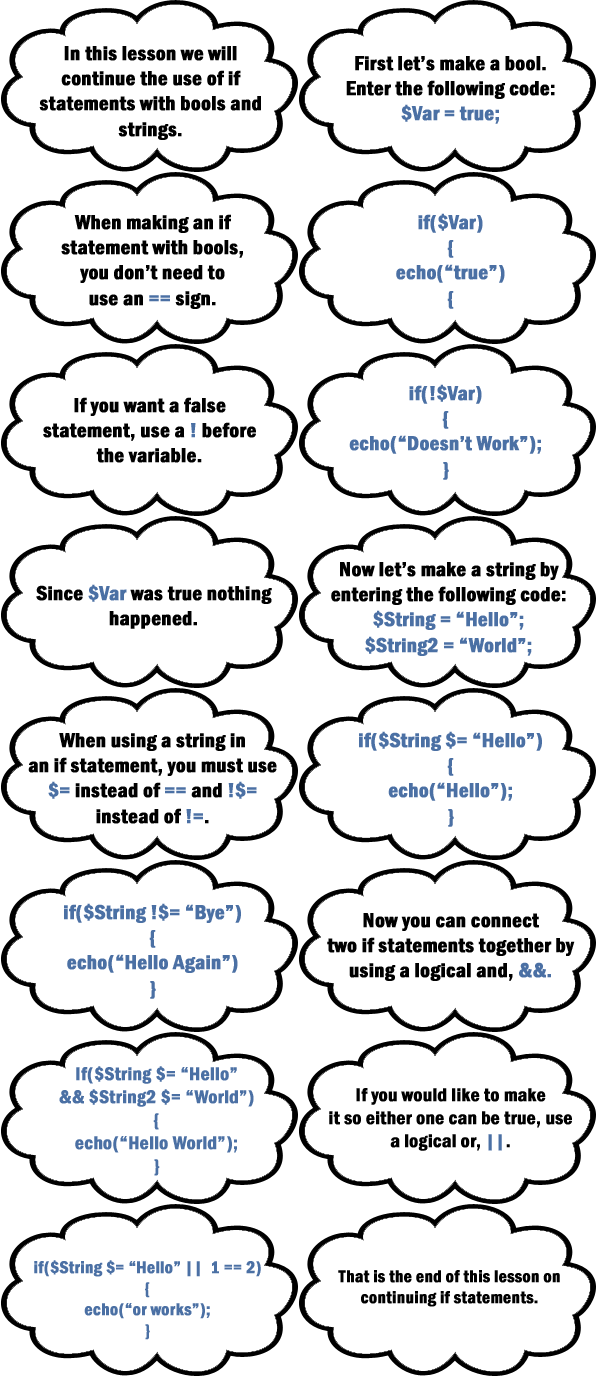 In this lesson we will
continue the use of if
statements with bools and
strings.
First let’s make a bool.
Enter the following code:
$Var = true;
When making an if
statement with bools,
you don’t need to
use an == sign.
if($Var)
{
echo(“true”)
{
If you want a false
statement, use a ! before
the variable.
if(!$Var)
{
echo(“Doesn’t Work”);
}
Since $Var was true nothing
happened.
Now let’s make a string by
entering the following code:
$String = “Hello”;
$String2 = “World”;
When using a string in
an if statement, you must use
$= instead of == and !$=
instead of !=.
if($String $= “Hello”)
{
echo(“Hello”);
}
if($String !$= “Bye”)
{
echo(“Hello Again”)
}
Now you can connect
two if statements together by
using a logical and, &&.
If($String $= “Hello”
&& $String2 $= “World”)
{
echo(“Hello World”);
}
If you would like to make
it so either one can be true, use
a logical or, ||.
if($String $= “Hello” || 1 == 2)
{
echo(“or works”);
}
That is the end of this lesson on
continuing if statements.